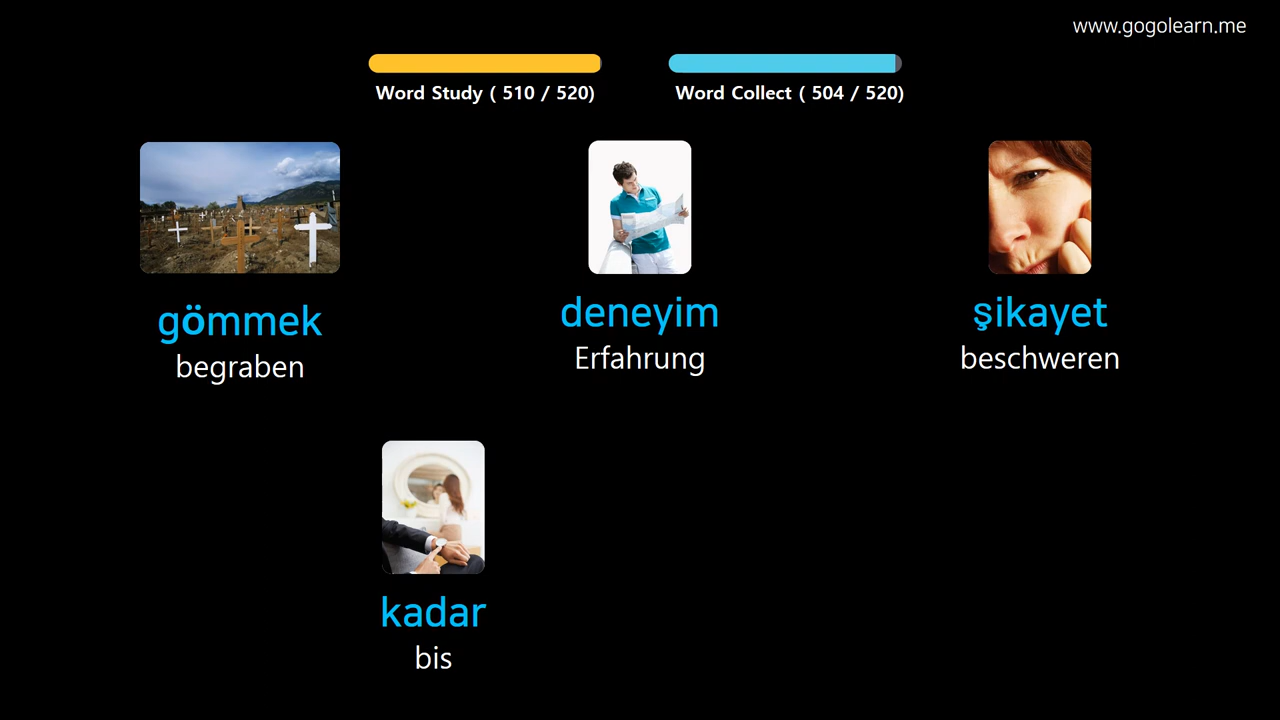 www.gogolearn.me
Word Study ( 510 / 520)
Word Collect ( 504 / 520)
gömmek
begraben
deneyim
Erfahrung
şikayet
beschweren
kadar
bis